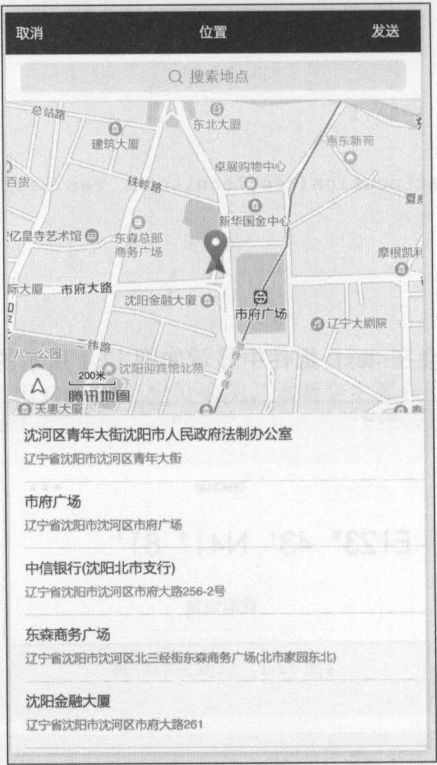 取消 位置 发送
搜索地点
总站路
东北大厦
建筑大厦
惠东新苑
卓展购物中心
百货
铁岭路
新华国金中心
亿皇寺艺术馆
东森总部
商务广场
摩根凯利
际大厦
市府大路
沈阳金融大厦
市府广场
辽宁大剧院
二纬路
八一公园
沈阳迎宾馆北苑
200米
腾讯地图
天惠大厦
沈河区青年大街沈阳市人民政府法制办公室
辽宁省沈阳市沈河区青年大街
市府广场
辽宁省沈阳市沈河区市府广场
中信银行(沈阳北市支行)
辽宁省沈阳市沈河区市府大路256-2号
东森商务广场
辽宁省沈阳市沈河区北三经街东森商务广场(北市家园东北)
沈阳金融大厦
辽宁省沈阳市沈河区市府大路261